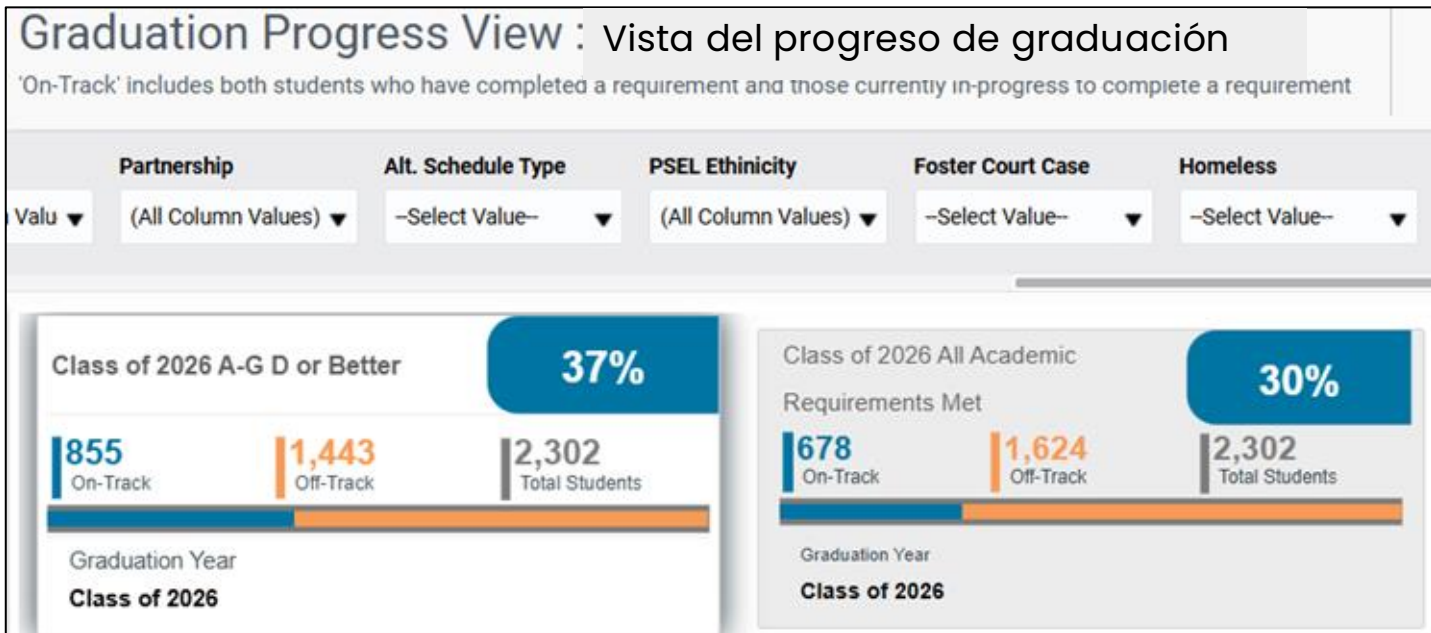 Graduation Progress View : Vista del progreso de graduación
'On-Track' includes both students who have completed a requirement and those currently in-progress to complete a requirement
Partnership Alt. Schedule Type PSEL Ethinicity Foster Court Case Homeless
Valu (All Column Values) --Select Value-- (All Column Values) --Select Value-- --Select Value--
Class of 2026 A-G D or Better 37%
855 1,443 2,302
On-Track Off-Track Total Students
Graduation Year
Class of 2026
Class of 2026 All Academic
Requirements Met
30%
678 1,624 2,302
On-Track Off-Track Total Students
Graduation Year
Class of 2026